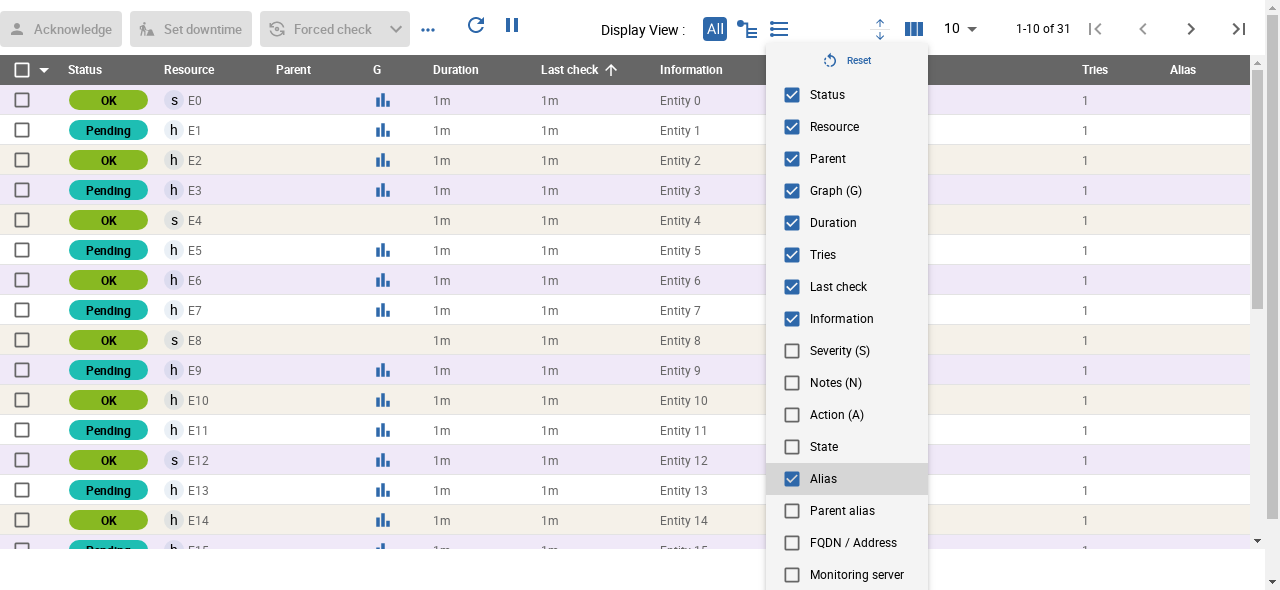 Acknowledge Set downtime Forced check Display View : All 10 1-10 of 31
Status Resource Parent G Duration Last check Information Tries Alias
Reset
OK s E0 1m 1m Entity 0 1
Pending h E1 1m 1m Entity 1 1
OK h E2 1m 1m Entity 2 1
Pending h E3 1m 1m Entity 3 1
OK s E4 1m 1m Entity 4 1
Pending h E5 1m 1m Entity 5 1
OK h E6 1m 1m Entity 6 1
Pending h E7 1m 1m Entity 7 1
OK s E8 1m 1m Entity 8 1
Pending h E9 1m 1m Entity 9 1
OK h E10 1m 1m Entity 10 1
Pending h E11 1m 1m Entity 11 1
OK s E12 1m 1m Entity 12 1
Pending h E13 1m 1m Entity 13 1
OK h E14 1m 1m Entity 14 1
Pending h E15 1m 1m Entity 15 1
Status
Resource
Parent
Graph (G)
Duration
Tries
Last check
Information
Severity (S)
Notes (N)
Action (A)
State
Alias
Parent alias
FQDN / Address
Monitoring server